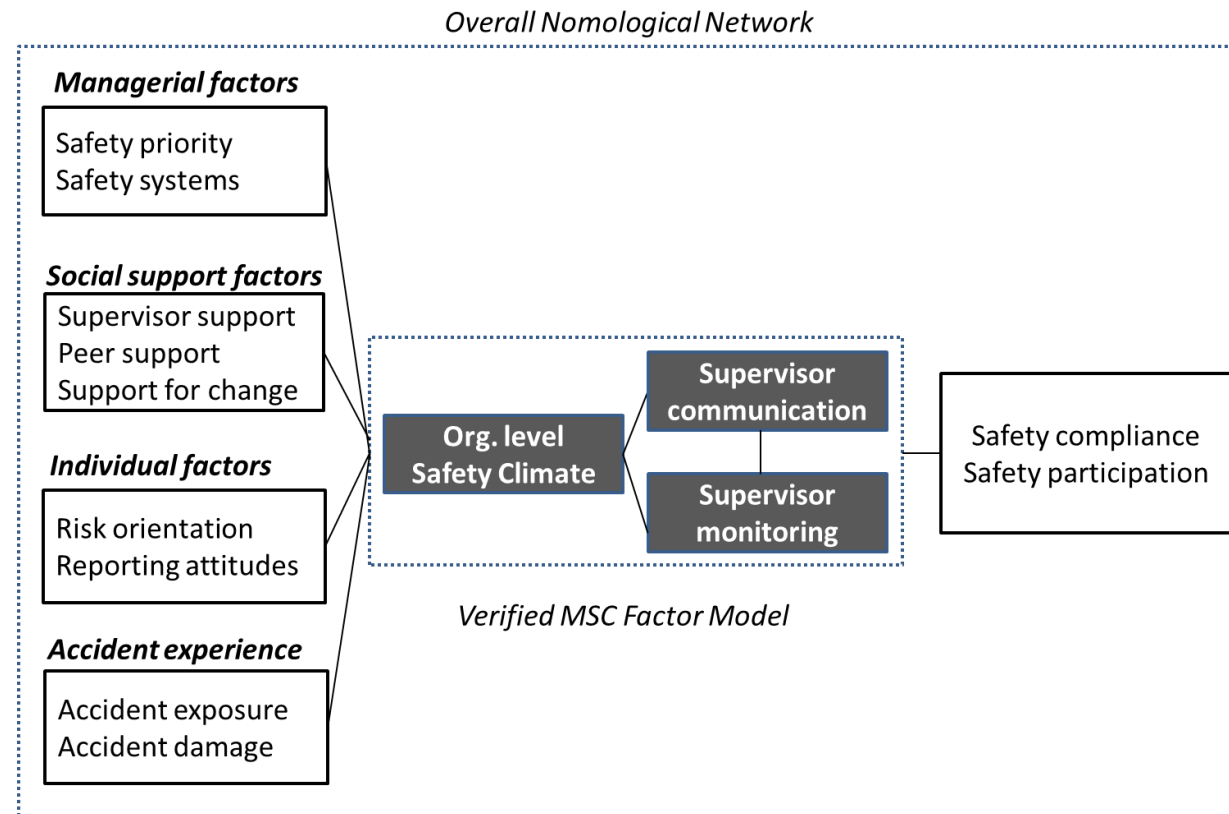 Overall Nomological Network
Managerial factors
Safety priority
Safety systems
Social support factors
Supervisor support
Peer support
Support for change
Individual factors
Risk orientation
Reporting attitudes
Accident experience
Accident exposure
Accident damage
Org. level
Safety Climate
Supervisor
communication
Supervisor
monitoring
Verified MSC Factor Model
Safety compliance
Safety participation